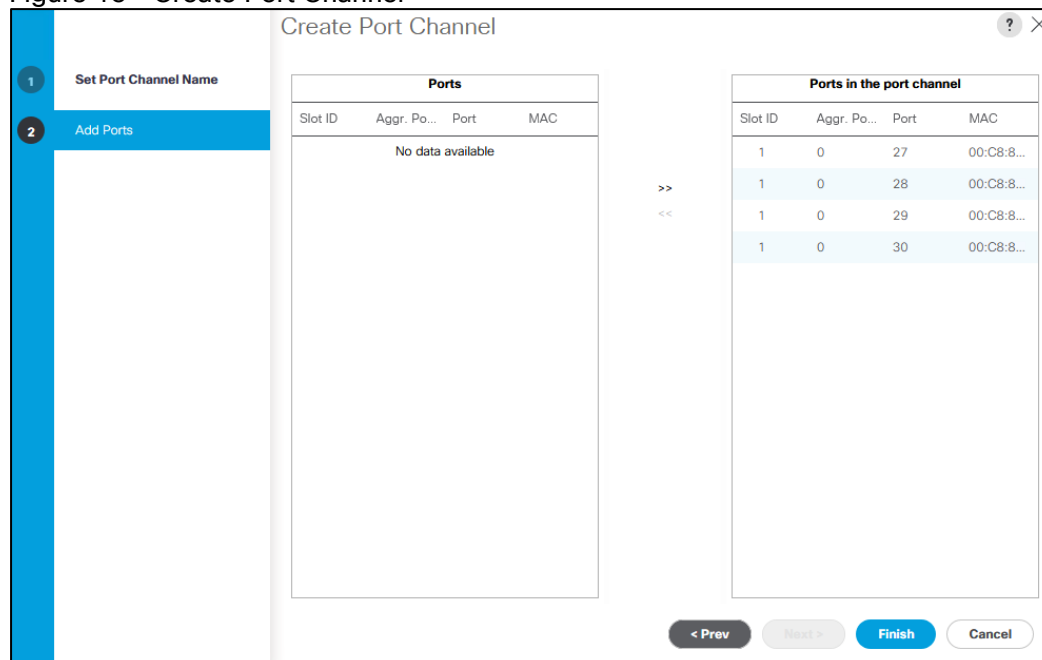 Create Port Channel
? ×
1 Set Port Channel Name
2 Add Ports
Ports
Slot ID Aggr. Po... Port MAC
No data available
>>
<<
Ports in the port channel
Slot ID Aggr. Po... Port MAC
1 0 27 00:C8:8...
1 0 28 00:C8:8...
1 0 29 00:C8:8...
1 0 30 00:C8:8...
< Prev Next > Finish Cancel